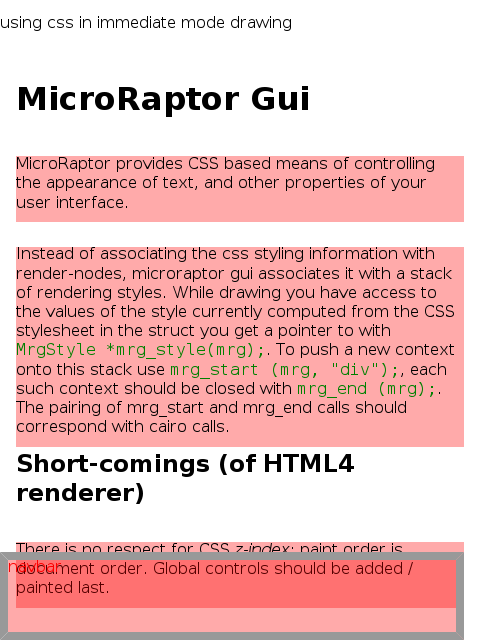 using css in immediate mode drawing
MicroRaptor Gui
MicroRaptor provides CSS based means of controlling
the appearance of text, and other properties of your
user interface.
Instead of associating the css styling information with
render-nodes, microraptor gui associates it with a stack
of rendering styles. While drawing you have access to
the values of the style currently computed from the CSS
stylesheet in the struct you get a pointer to with
MrgStyle *mrg_style(mrg);. To push a new context
onto this stack use mrg_start (mrg, "div");, each
such context should be closed with mrg_end (mrg);.
The pairing of mrg_start and mrg_end calls should
correspond with cairo calls.
Short-comings (of HTML4
renderer)
There is no respect for CSS z-index; paint order is
document order. Global controls should be added /
navbar
painted last.